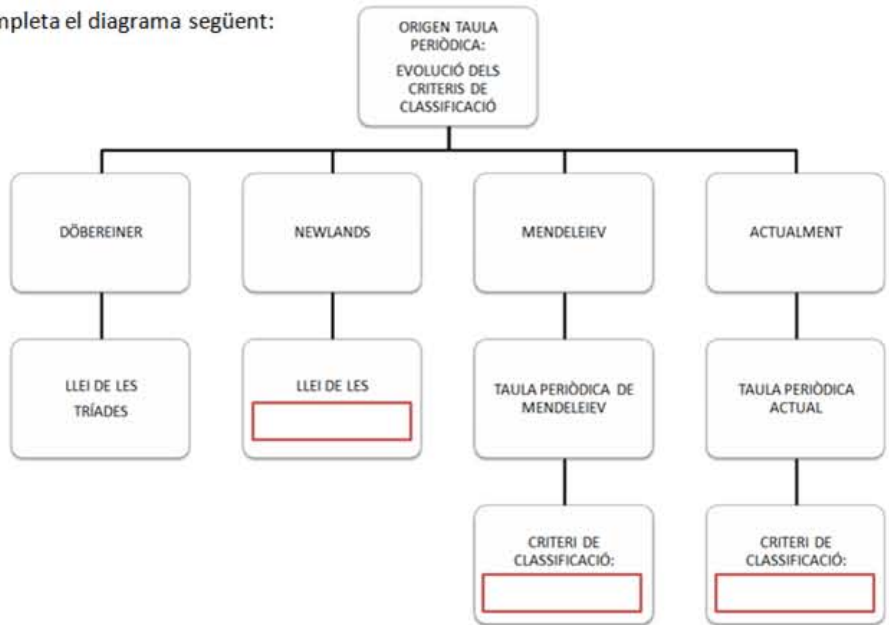 mpleta el diagrama següent:
ORIGEN TAULA
PERIÒDICA:
EVOLUCIÓ DELS
CRITERIS DE
CLASSIFICACIÓ
DÖBEREINER
NEWLANDS
MENDELEIEV
ACTUALMENT
LLEI DE LES
TRÍADES
LLEI DE LES
TAULA PERIÒDICA DE
MENDELEIEV
TAULA PERIÒDICA
ACTUAL
CRITERI DE
CLASSIFICACIÓ:
CRITERI DE
CLASSIFICACIÓ: